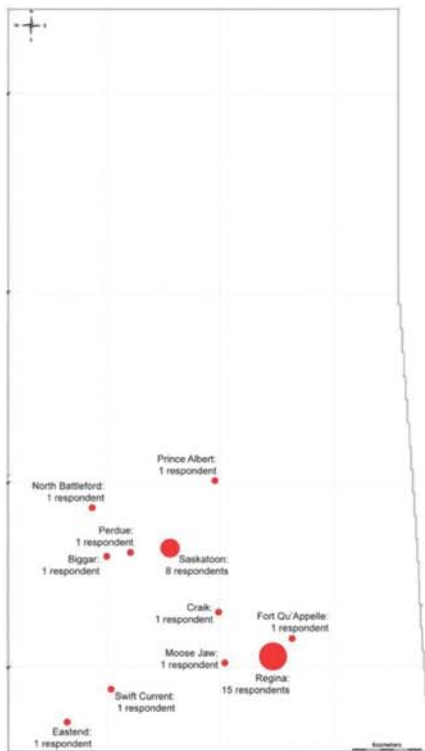 N
W
E
S
Prince Albert:
1 respondent
North Battleford:
1 respondent
Perdue:
1 respondent
Biggar:
1 respondent
Saskatoon:
8 respondents
Craik:
1 respondent
Fort Qu'Appelle:
1 respondent
Moose Jaw:
1 respondent
Regina:
15 respondents
Swift Current:
1 respondent
Eastend:
1 respondent
Kilometers